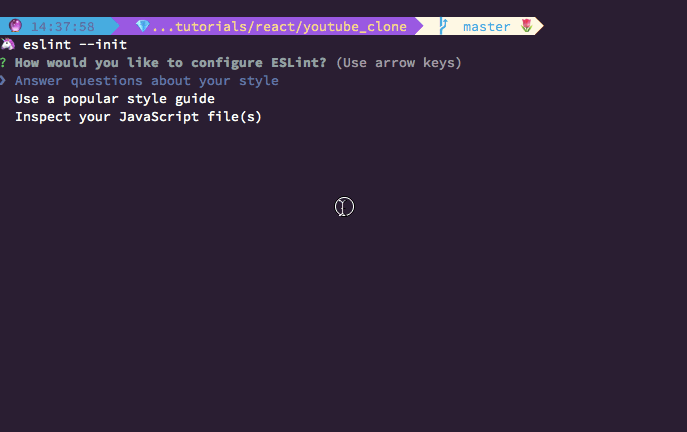 14:37:58 ...tutorials/react/youtube_clone master
eslint --init
? How would you like to configure ESLint? (Use arrow keys)
❯ Answer questions about your style
Use a popular style guide
Inspect your JavaScript file(s)